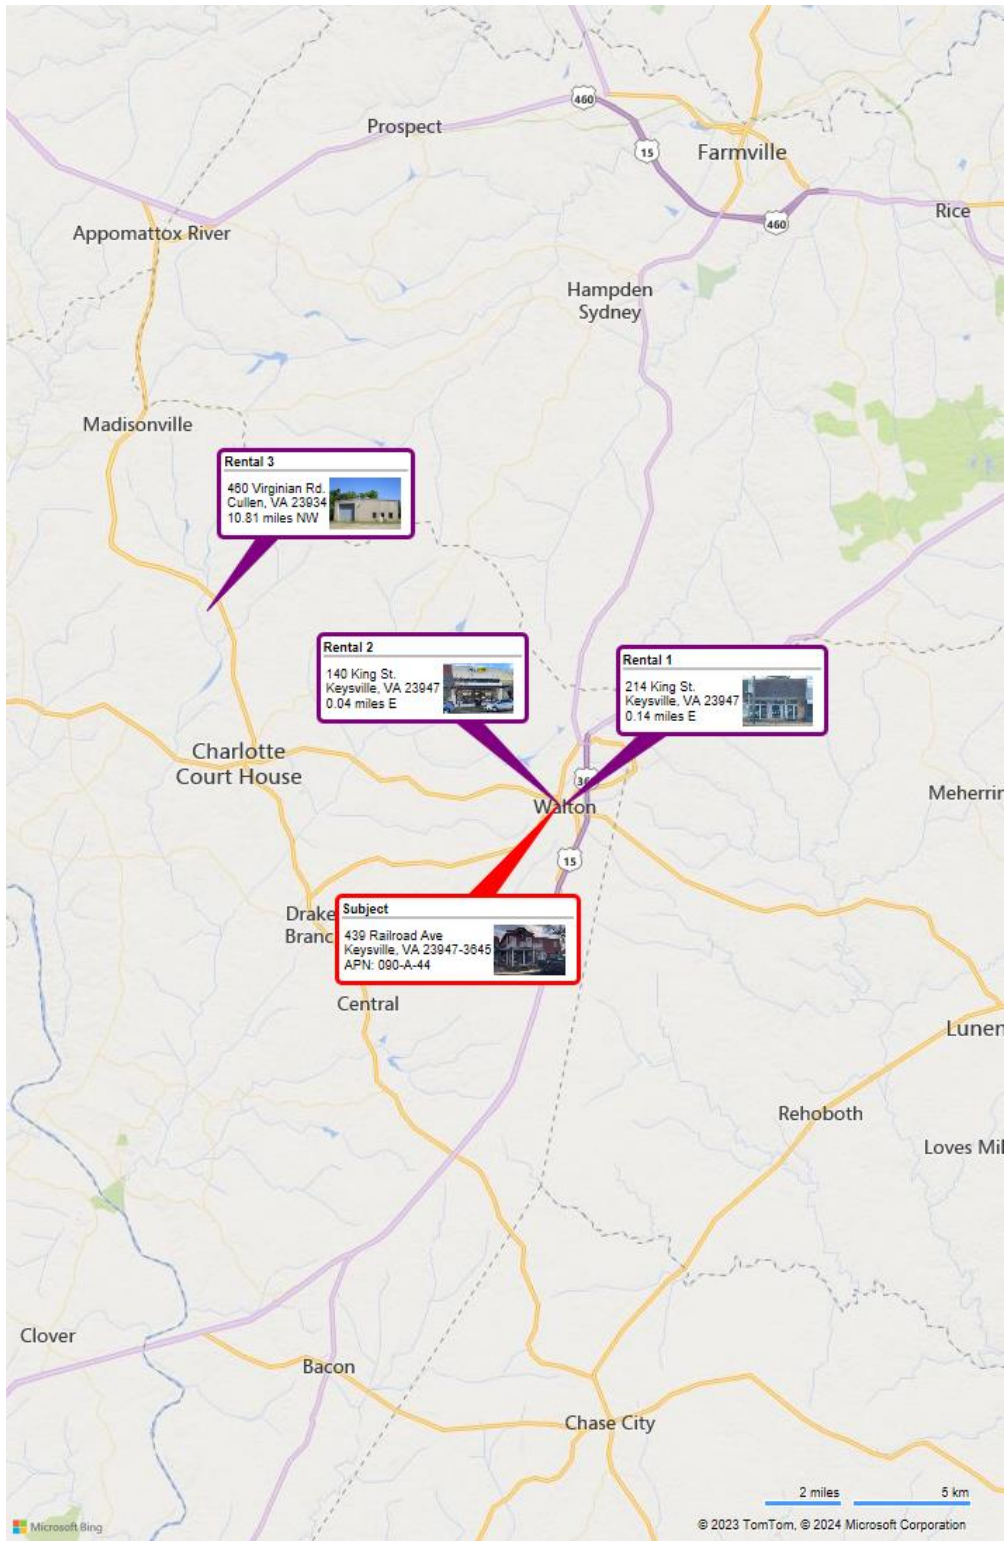 460
Prospect
15
Farmville
Rice
460
Appomattox River
Hampden
Sydney
Madisonville
Rental 3
460 Virginian Rd.
Cullen, VA 23934
10.81 miles NW
Rental 2
140 King St.
Keysville, VA 23947
0.04 miles E
Rental 1
214 King St.
Keysville, VA 23947
0.14 miles E
Charlotte
Court House
Walton
Meherrin
15
Drake
Branc
Subject
439 Railroad Ave
Keysville, VA 23947-3645
APN: 090-A-44
Central
Lunen
Rehoboth
Loves Mil
Clover
Bacon
Chase City
2 miles
5 km
Microsoft Bing
© 2023 TomTom, © 2024 Microsoft Corporation